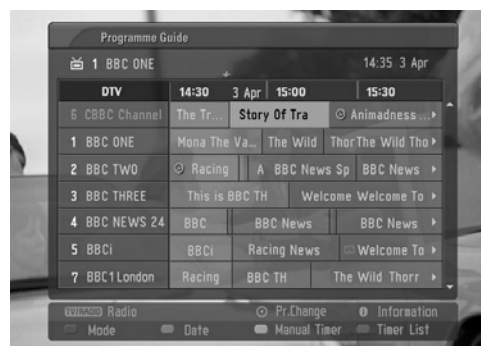 Programme Guide
1 BBC ONE 14:35 3 Apr
DTV 14:30 3 Apr 15:00 15:30
6 CBBC Channel The Tr... Story Of Tra Animadness ...
1 BBC ONE Mona The Va... The Wild Thor The Wild Tho
2 BBC TWO Racing A BBC News Sp BBC News
3 BBC THREE This is BBC TH Welcome Welcome To
4 BBC NEWS 24 BBC BBC News BBC News
5 BBCi BBCi Racing News Welcome To
7 BBC1 London Racing BBC TH The Wild Thorr
TV/RADIO Radio Pr.Change i Information
Mode Date Manual Timer Timer List